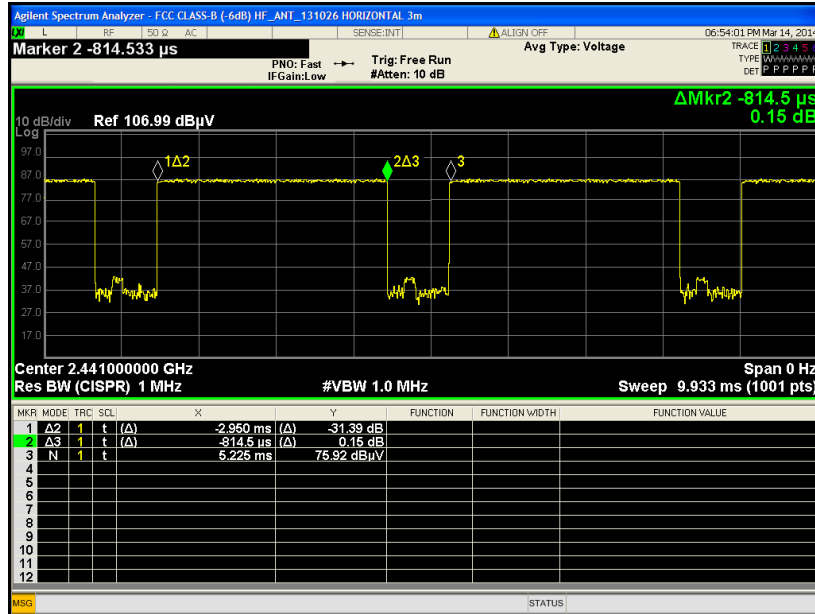 Agilent Spectrum Analyzer - FCC CLASS-B (-6dB) HF_ANT_131026 HORIZONTAL 3m
LXI L RF 50 Ω AC SENSE:INT ALIGN OFF 06:54:01 PM Mar 14, 2014
Marker 2 -814.533 µs Avg Type: Voltage TRACE 1 2 3 4 5
PNO: Fast Trig: Free Run TYPE W
IFGain:Low #Atten: 10 dB DET P P P P P
ΔMkr2 -814.5 µs
10 dB/div Ref 106.99 dBµV 0.15 dB
Log
97.0
1Δ2 2Δ3 3
87.0
77.0
67.0
57.0
47.0
37.0
27.0
17.0
Center 2.441000000 GHz Span 0 Hz
Res BW (CISPR) 1 MHz #VBW 1.0 MHz Sweep 9.933 ms (1001 pts)
MKR MODE TRC SCL X Y FUNCTION FUNCTION WIDTH FUNCTION VALUE
1 Δ2 1 t (Δ) -2.950 ms (Δ) -31.39 dB
2 Δ3 1 t (Δ) -814.5 µs (Δ) 0.15 dB
3 N 1 t 5.225 ms 75.92 dBµV
4
5
6
7
8
9
10
11
12
MSG STATUS